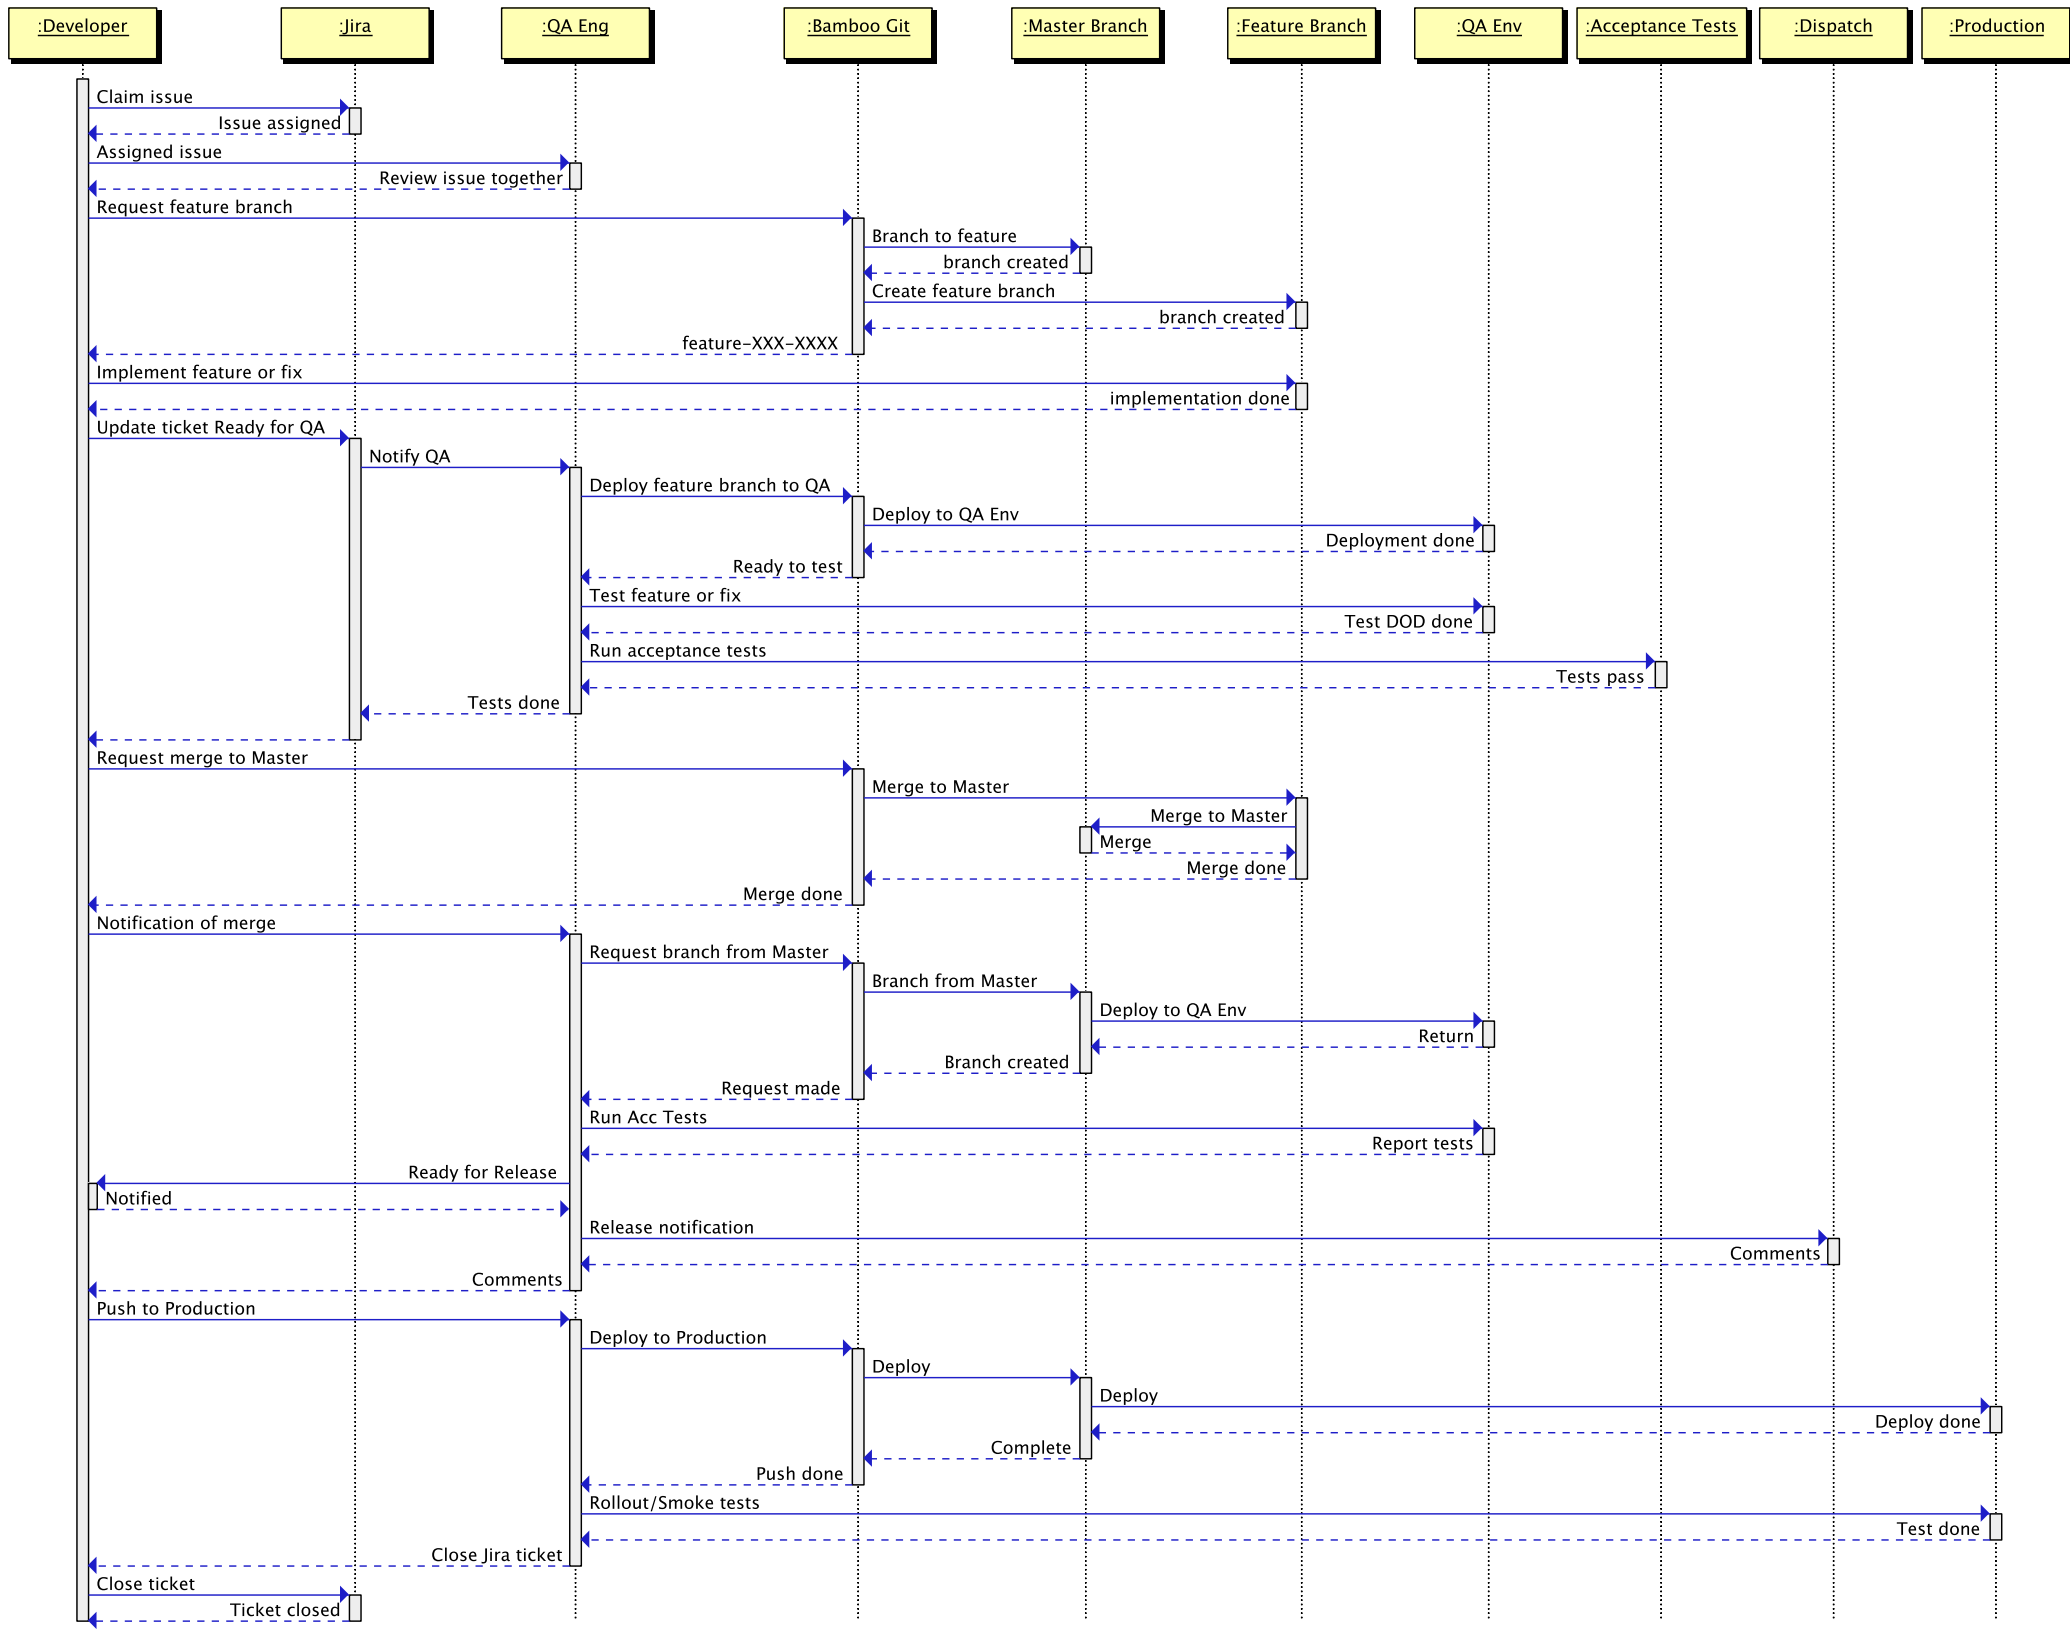 :Developer
:Jira
:QA Eng
:Bamboo Git
:Master Branch
:Feature Branch
:QA Env
:Acceptance Tests
:Dispatch
:Production
Claim issue
Issue assigned
Assigned issue
Review issue together
Request feature branch
Branch to feature
branch created
Create feature branch
branch created
feature-XXX-XXXX
Implement feature or fix
implementation done
Update ticket Ready for QA
Notify QA
Deploy feature branch to QA
Deploy to QA Env
Deployment done
Ready to test
Test feature or fix
Test DOD done
Run acceptance tests
Tests pass
Tests done
Request merge to Master
Merge to Master
Merge to Master
Merge
Merge done
Merge done
Notification of merge
Request branch from Master
Branch from Master
Deploy to QA Env
Return
Branch created
Request made
Run Acc Tests
Report tests
Ready for Release
Notified
Release notification
Comments
Comments
Push to Production
Deploy to Production
Deploy
Deploy
Deploy done
Complete
Push done
Rollout/Smoke tests
Test done
Close Jira ticket
Close ticket
Ticket closed